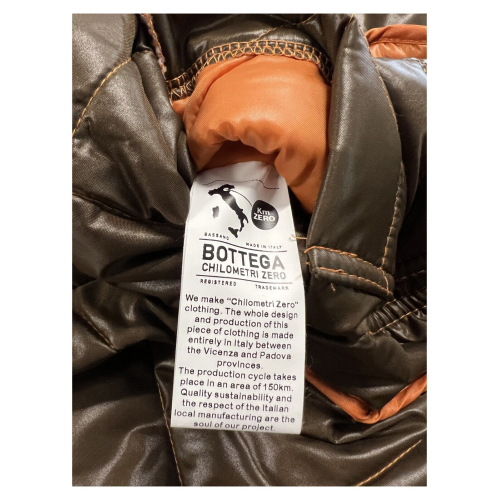 Km
ZERO
BASSANO MADE IN ITALY
BOTTEGA
CHILOMETRI ZERO
REGISTERED TRADEMARK
We make "Chilometri Zero"
clothing. The whole design
and production of this
piece of clothing is made
entirely in Italy between
the Vicenza and Padova
provinces.
The production cycle takes
place in an area of 150km.
Quality sustainability and
the respect of the Italian
local manufacturing are the
soul of our project.